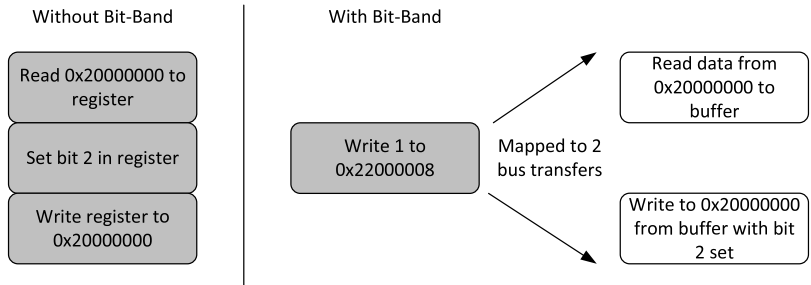 Without Bit-Band
Read 0x20000000 to
register
Set bit 2 in register
Write register to
0x20000000
With Bit-Band
Write 1 to
0x22000008
Mapped to 2
bus transfers
Read data from
0x20000000 to
buffer
Write to 0x20000000
from buffer with bit
2 set